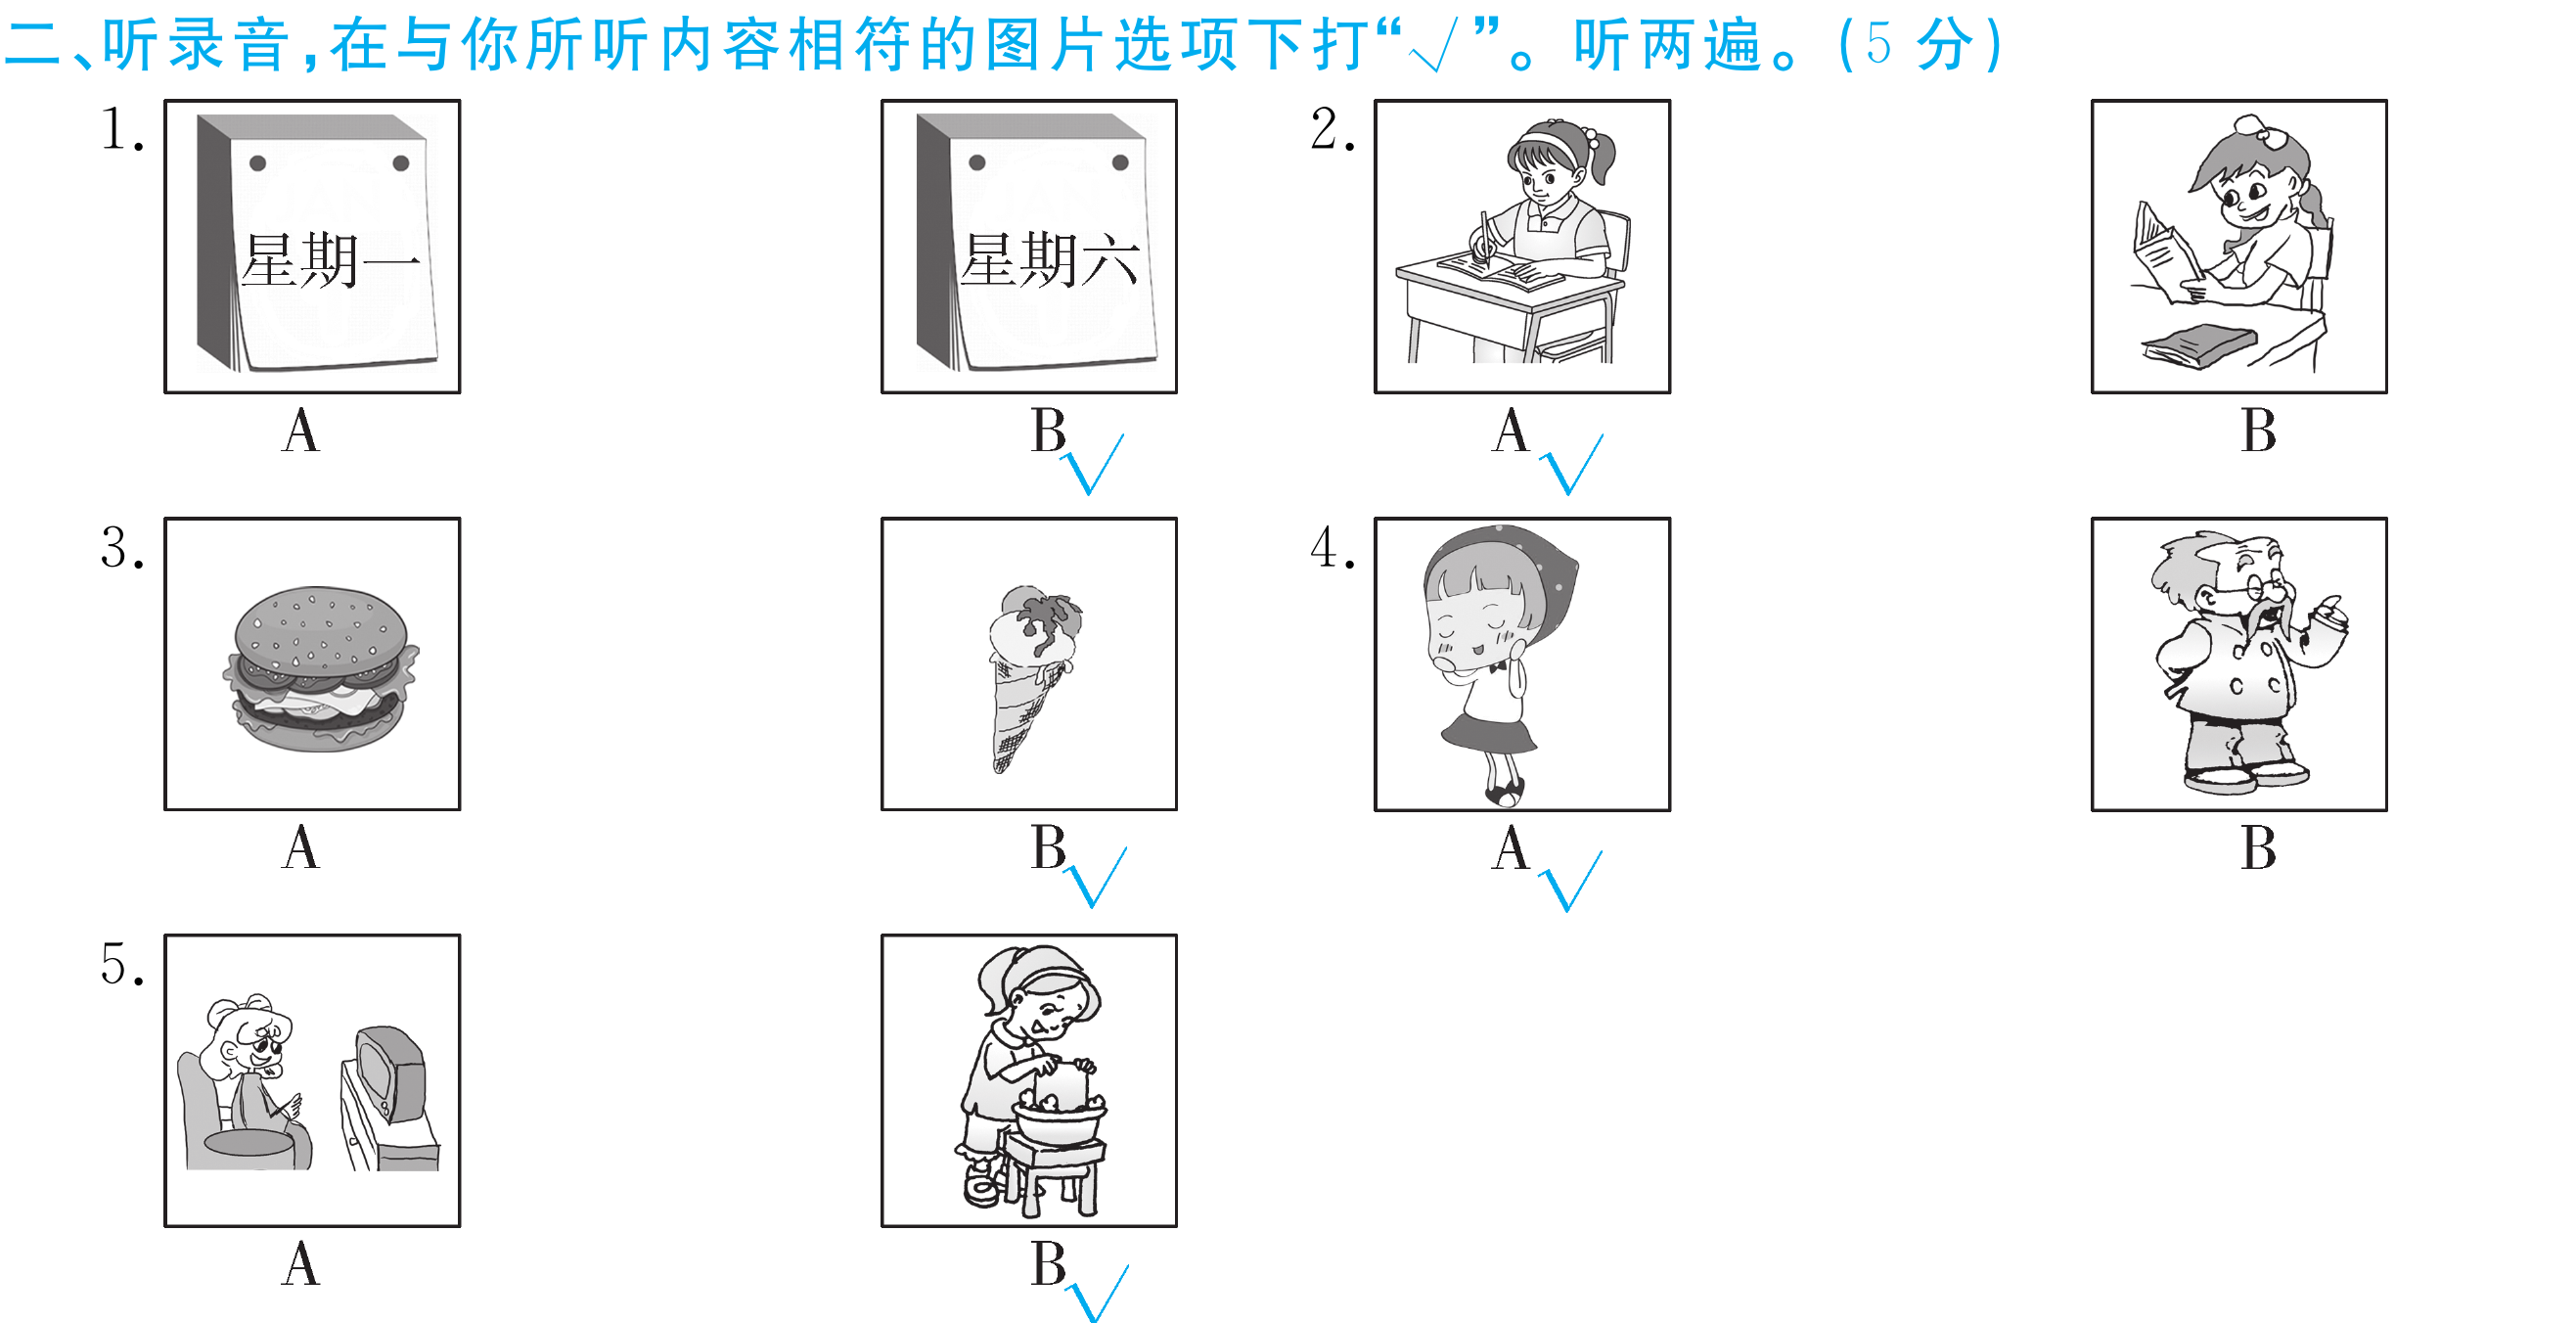 二、听录音,在与你所听内容相符的图片选项下打“√”。听两遍。(5 分)
1. 星期一 星期六 2.
A B√ A√ B
3. 4.
A B√ A√ B
5.
A B√